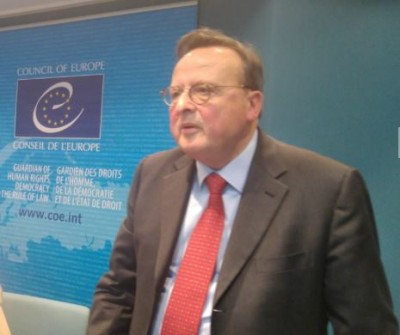 COUNCIL OF EUROPE
CONSEIL DE L'EUROPE
GUARDIAN OF
HUMAN RIGHTS
DEMOCRACY
THE RULE OF LAW
GARDIEN DES DROITS
DE L'HOMME
DE LA DÉMOCRATIE
ET DE L'ETAT DE DROIT
www.coe.int